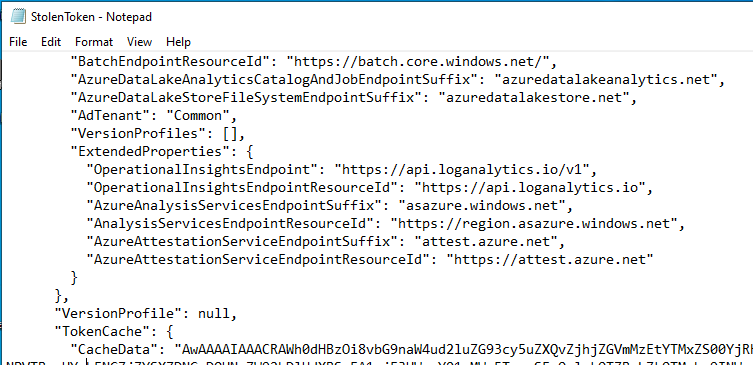 StolenToken - Notepad
File Edit Format View Help
"BatchEndpointResourceId": "https://batch.core.windows.net/",
"AzureDataLakeAnalyticsCatalogAndJobEndpointSuffix": "azuredatalakeanalytics.net",
"AzureDataLakeStoreFileSystemEndpointSuffix": "azuredatalakestore.net",
"AdTenant": "Common",
"VersionProfiles": [],
"ExtendedProperties": {
"OperationalInsightsEndpoint": "https://api.loganalytics.io/v1",
"OperationalInsightsEndpointResourceId": "https://api.loganalytics.io",
"AzureAnalysisServicesEndpointSuffix": "asazure.windows.net",
"AnalysisServicesEndpointResourceId": "https://region.asazure.windows.net",
"AzureAttestationServiceEndpointSuffix": "attest.azure.net",
"AzureAttestationServiceEndpointResourceId": "https://attest.azure.net"
}
},
"VersionProfile": null,
"TokenCache": {
"CacheData": "AwAAAAIAAACRAWh0dHBzOi8vbG9naW4ud2luZG93cy5uZXQvZjhjZGVmMzEtYTMxZS00YjRh